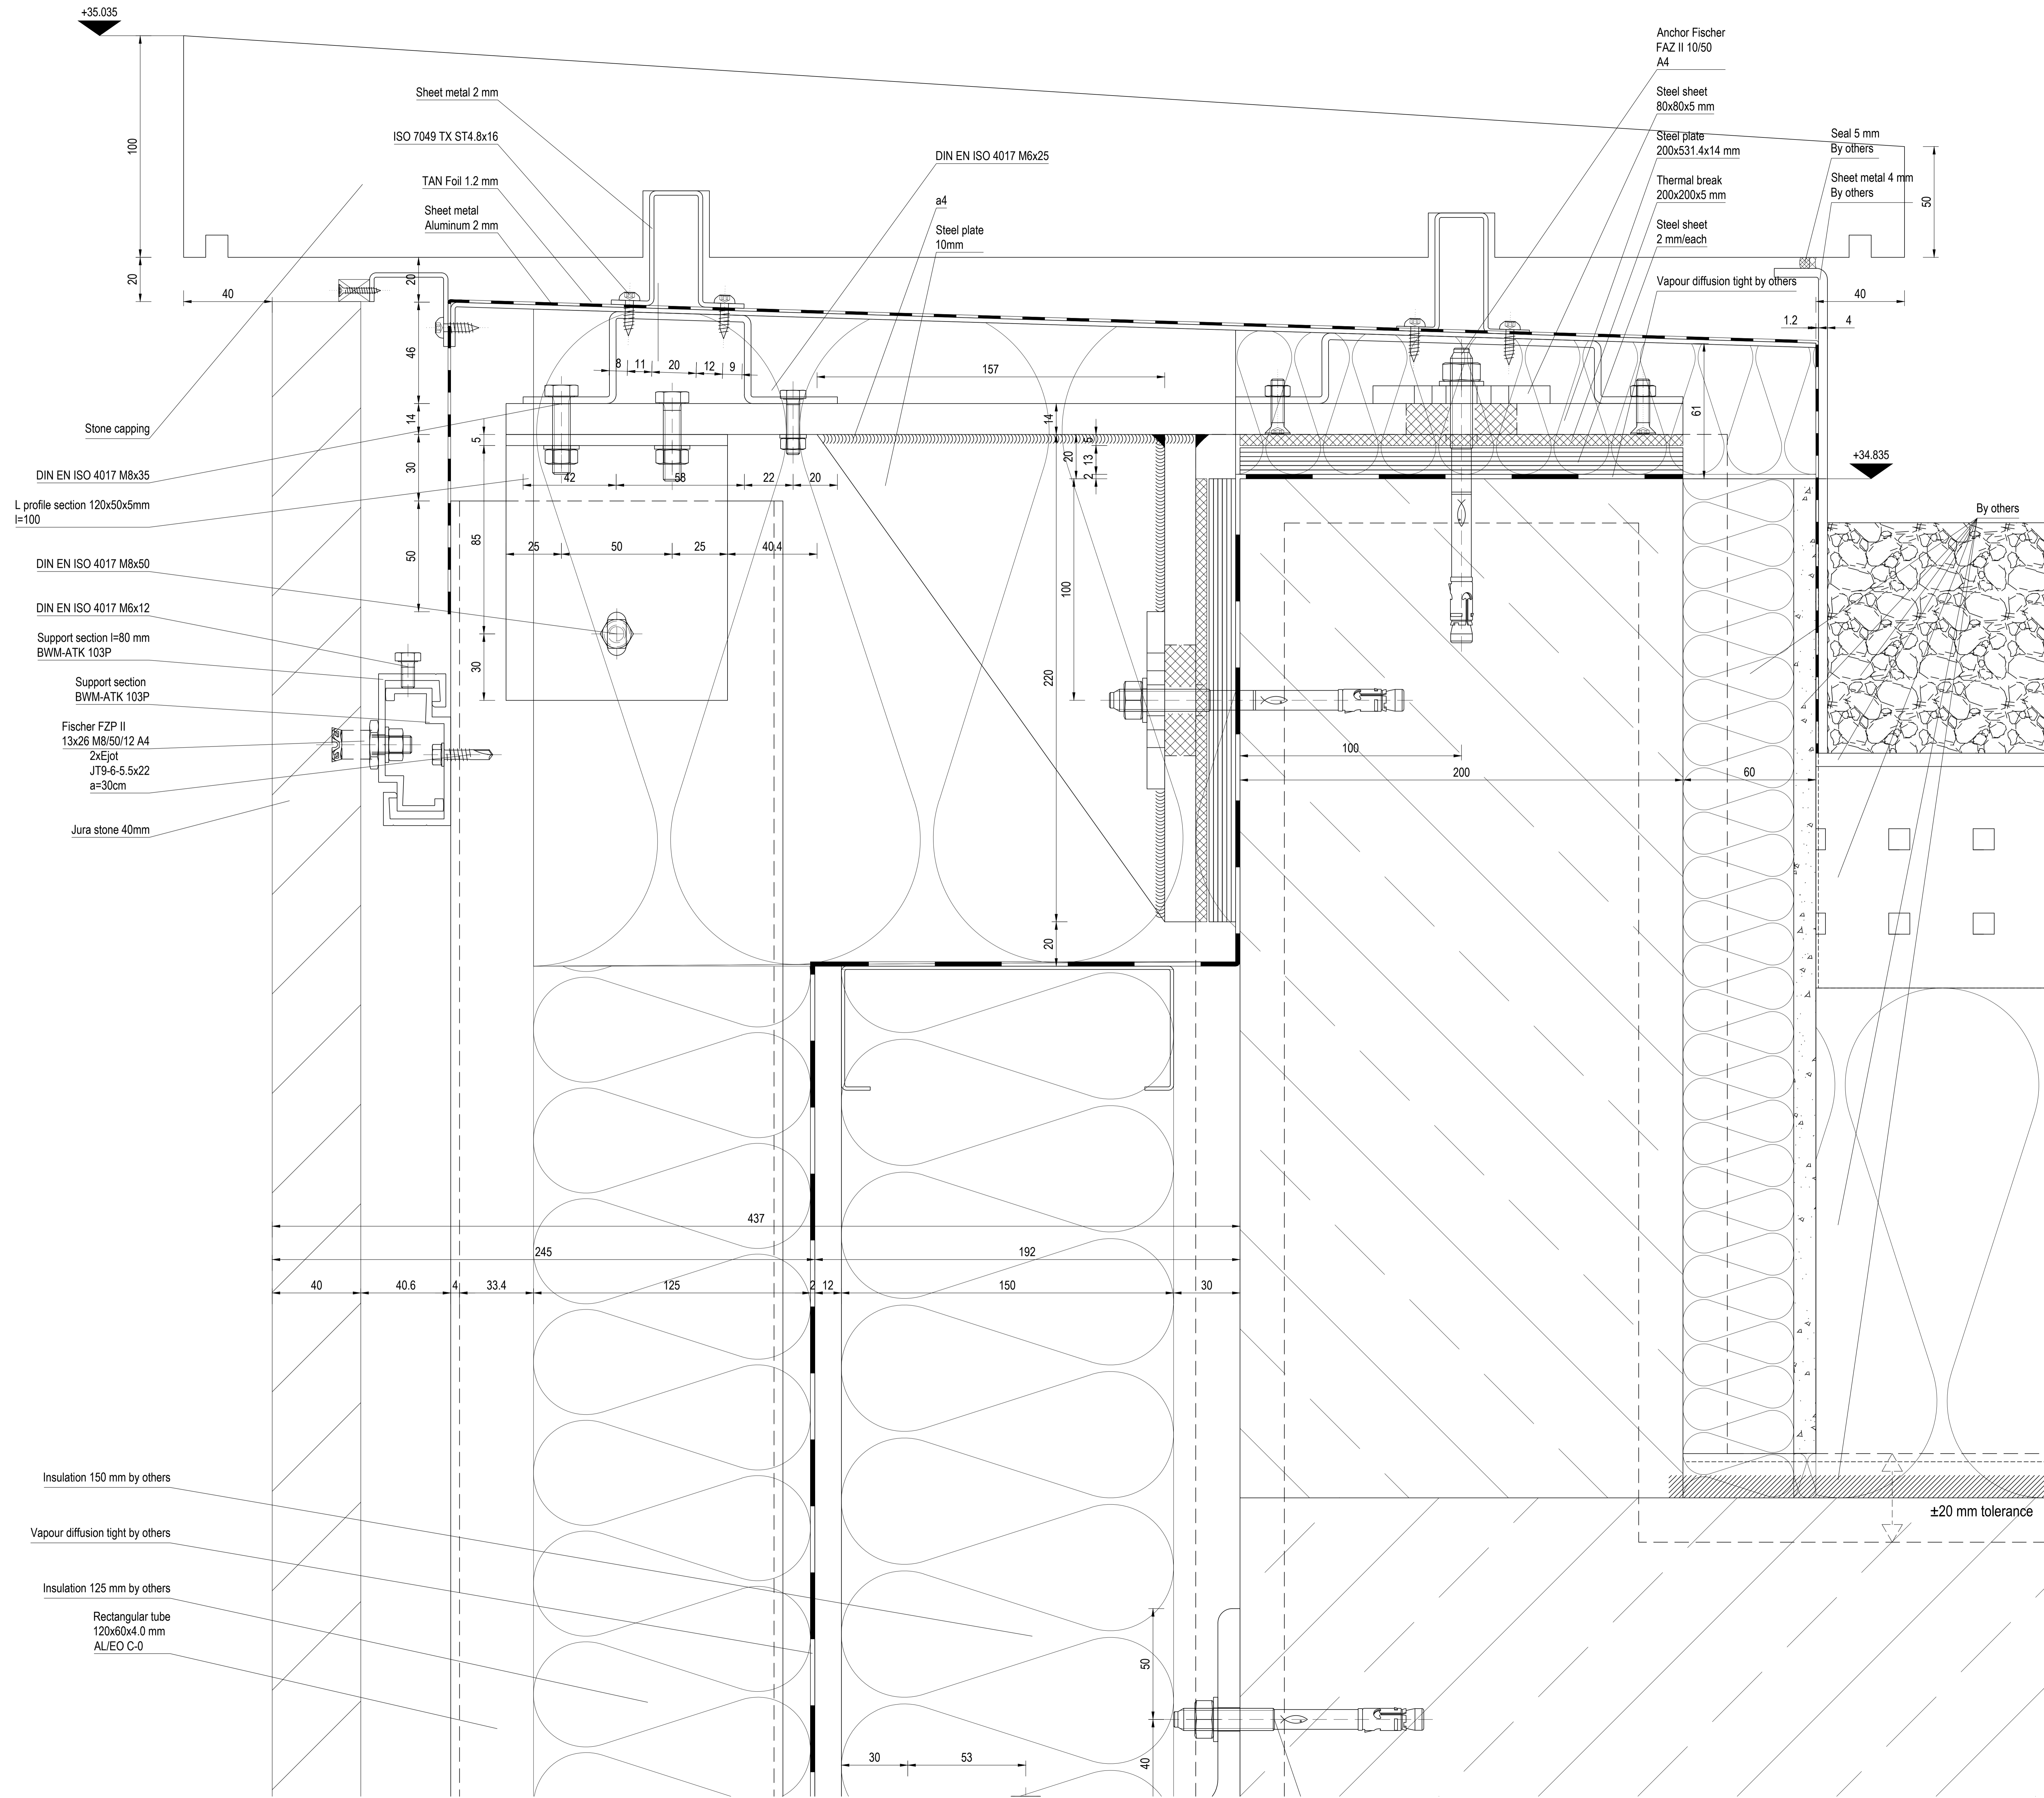 +35.035
100
20
40
Sheet metal 2 mm
ISO 7049 TX ST4.8x16
TAN Foil 1.2 mm
Sheet metal
Aluminum 2 mm
DIN EN ISO 4017 M6x25
a4
Steel plate
10mm
Anchor Fischer
FAZ II 10/50
A4
Steel sheet
80x80x5 mm
Steel plate
200x531.4x14 mm
Thermal break
200x200x5 mm
Steel sheet
2 mm/each
Vapour diffusion tight by others
Seal 5 mm
By others
Sheet metal 4 mm
By others
50
40
1.2
4
20
46
14
30
50
8
11
20
12
9
157
14
5
20
13
2
61
+34.835
Stone capping
DIN EN ISO 4017 M8x35
L profile section 120x50x5mm
l=100
DIN EN ISO 4017 M8x50
DIN EN ISO 4017 M6x12
Support section l=80 mm
BWM-ATK 103P
Support section
BWM-ATK 103P
Fischer FZP II
13x26 M8/50/12 A4
2xEjot
JT9-6-5.5x22
a=30cm
Jura stone 40mm
5
85
30
42
58
22
20
25
50
25
40.4
100
220
20
100
200
60
By others
437
245
192
40
40.6
4
33.4
125
2
12
150
30
Insulation 150 mm by others
Vapour diffusion tight by others
Insulation 125 mm by others
Rectangular tube
120x60x4.0 mm
AL/EO C-0
±20 mm tolerance
50
40
30
53